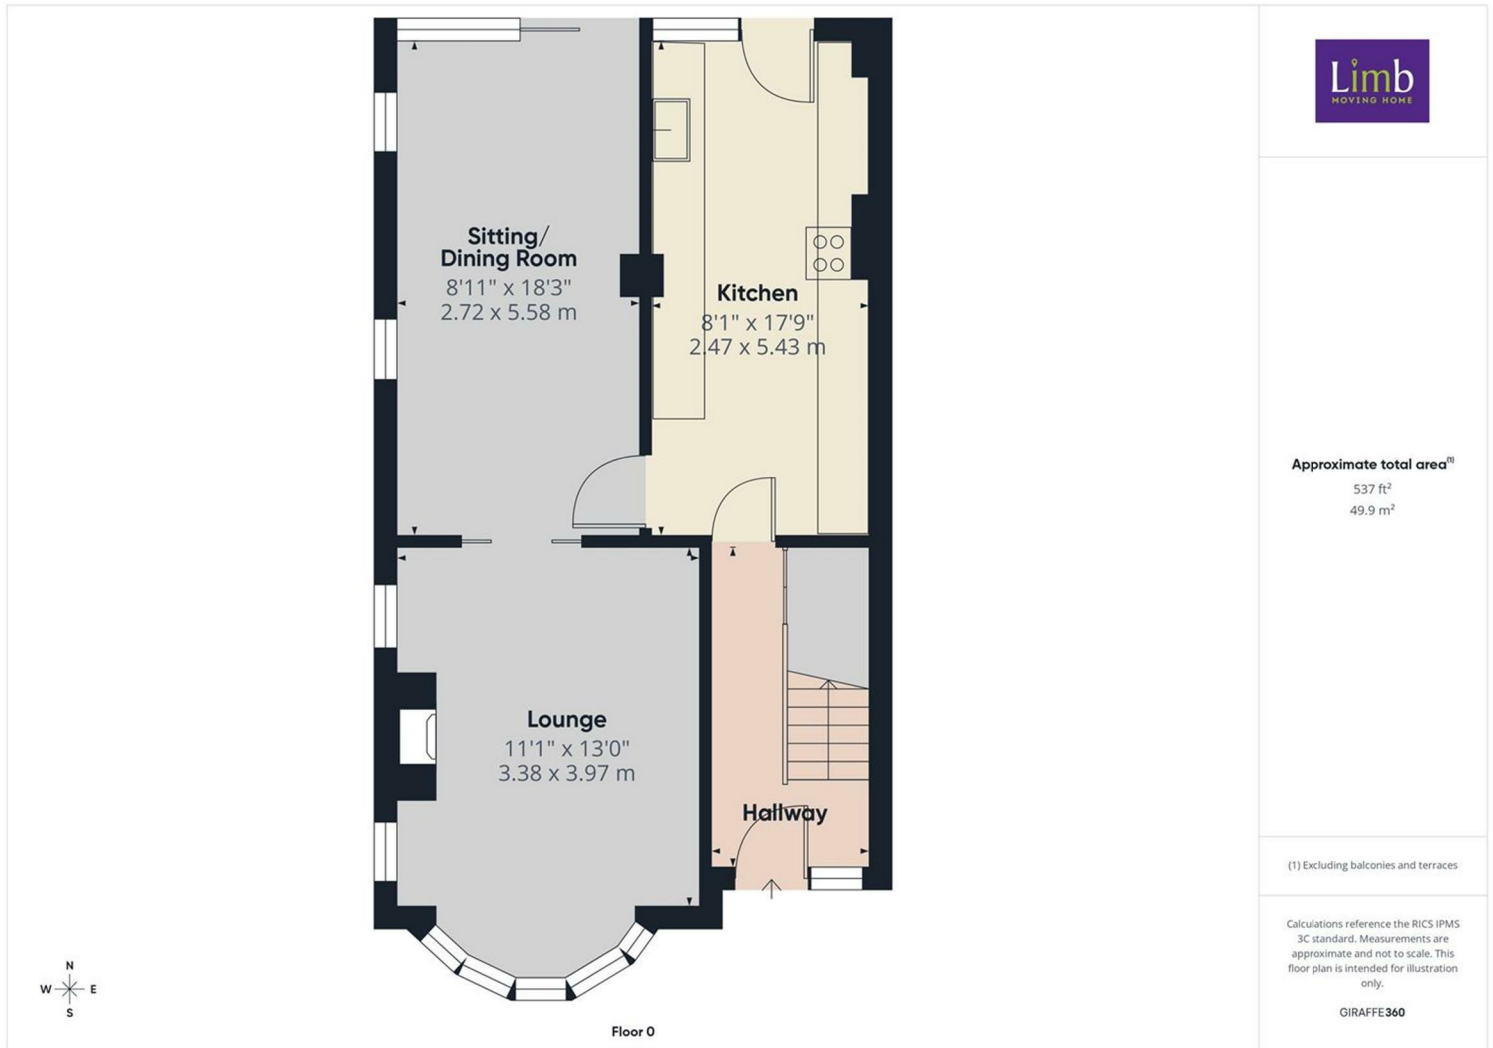 Sitting/
Dining Room
8'11" x 18'3"
2.72 x 5.58 m
Kitchen
8'1" x 17'9"
2.47 x 5.43 m
Lounge
11'1" x 13'0"
3.38 x 3.97 m
Hallway
N
W E
S
Floor 0
Limb
MOVING HOME
Approximate total area(1)
537 ft²
49.9 m²
(1) Excluding balconies and terraces
Calculations reference the RICS IPMS
3C standard. Measurements are
approximate and not to scale. This
floor plan is intended for illustration
only.
GIRAFFE360